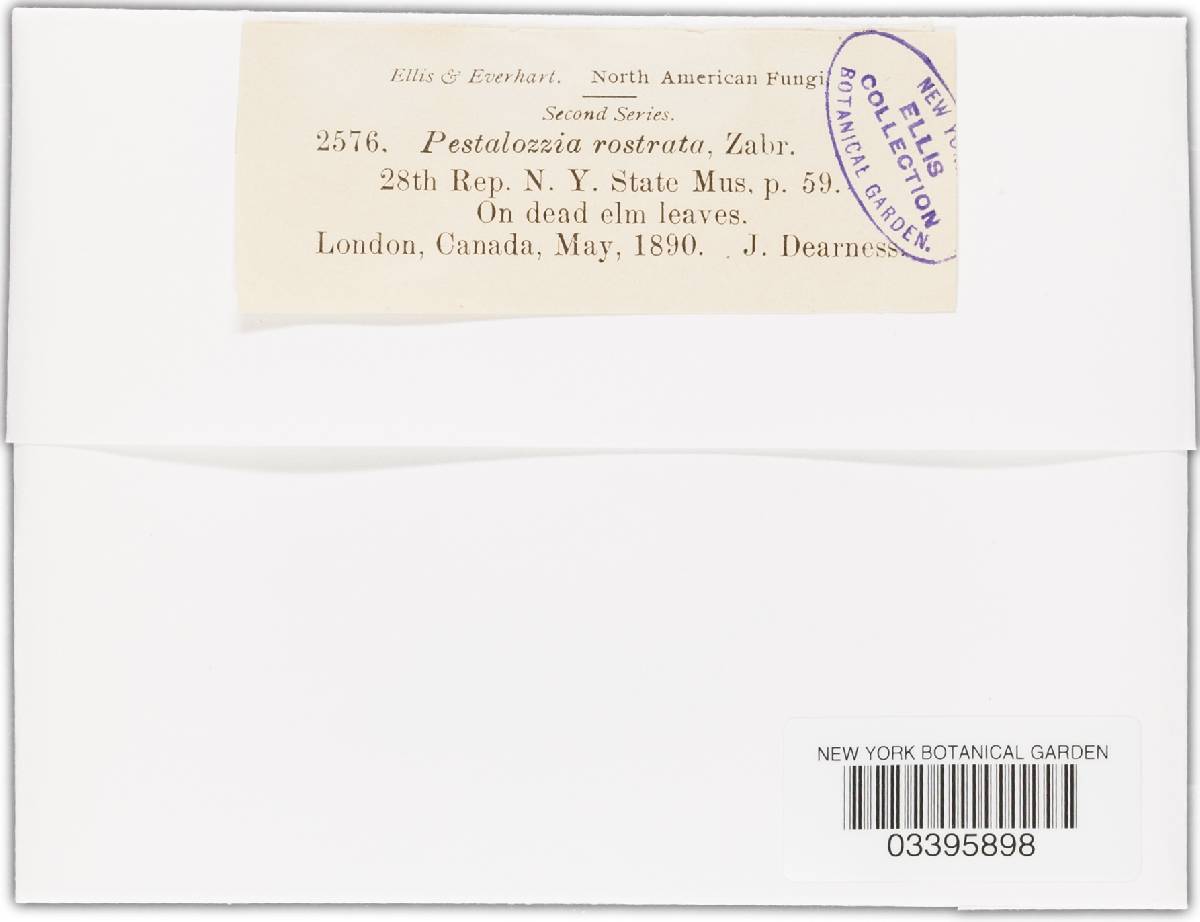 Ellis & Everhart. North American Fungi
Second Series.
2576. Pestalozzia rostrata, Zabr.
28th Rep. N. Y. State Mus. p. 59.
On dead elm leaves.
London, Canada, May, 1890. J. Dearness.
NEW YORK
BOTANICAL GARDEN.
ELLIS
COLLECTION
NEW YORK BOTANICAL GARDEN
03395898